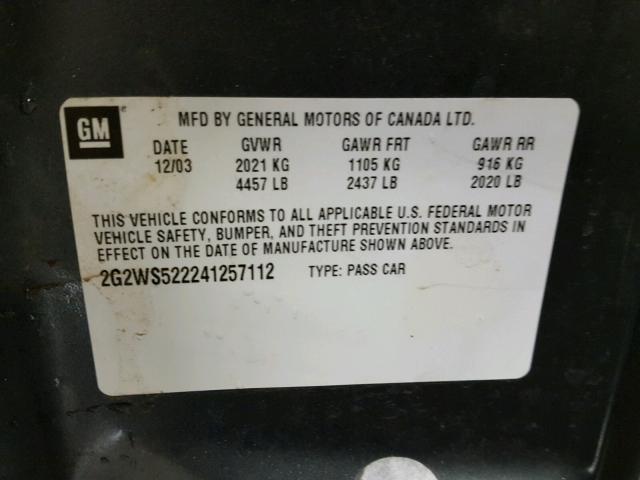 GM
MFD BY GENERAL MOTORS OF CANADA LTD.
DATE GVWR GAWR FRT GAWR RR
12/03 2021 KG 1105 KG 916 KG
4457 LB 2437 LB 2020 LB
THIS VEHICLE CONFORMS TO ALL APPLICABLE U.S. FEDERAL MOTOR
VEHICLE SAFETY, BUMPER, AND THEFT PREVENTION STANDARDS IN
EFFECT ON THE DATE OF MANUFACTURE SHOWN ABOVE.
2G2WS522241257112 TYPE: PASS CAR